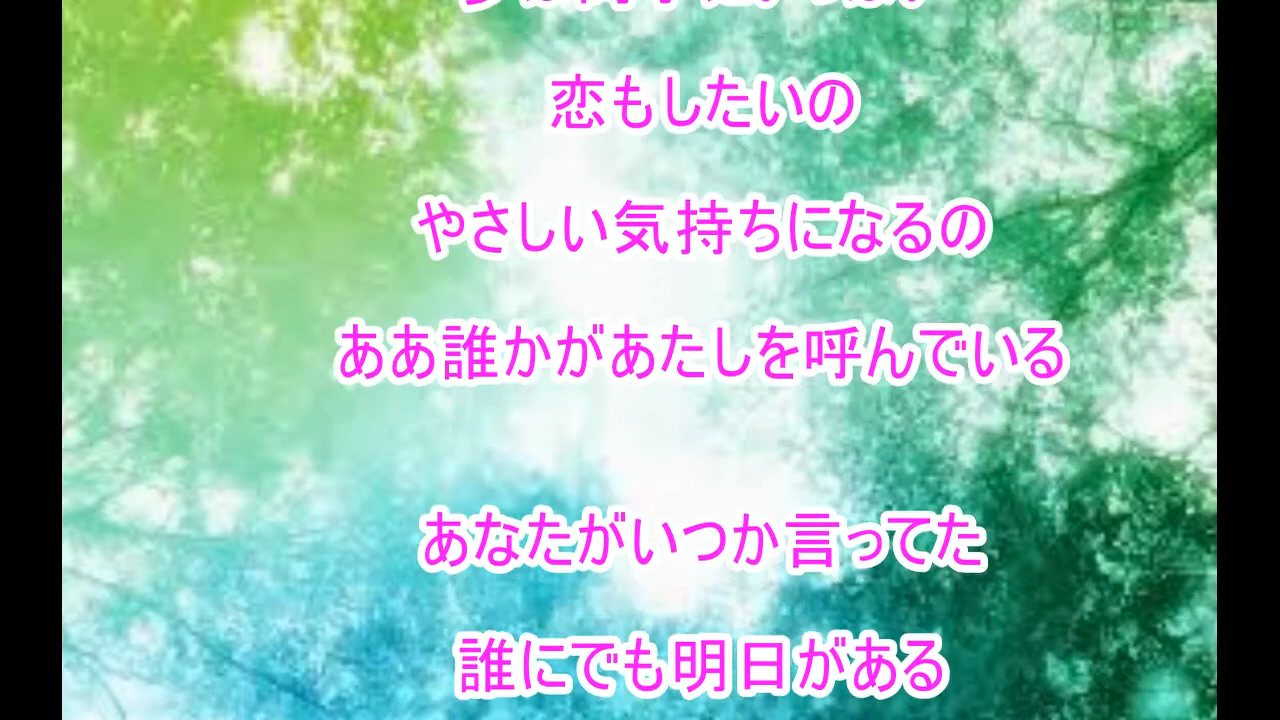 恋もしたいの
やさしい気持ちになるの
ああ誰かがあたしを呼んでいる
あなたがいつか言ってた
誰にでも明日がある